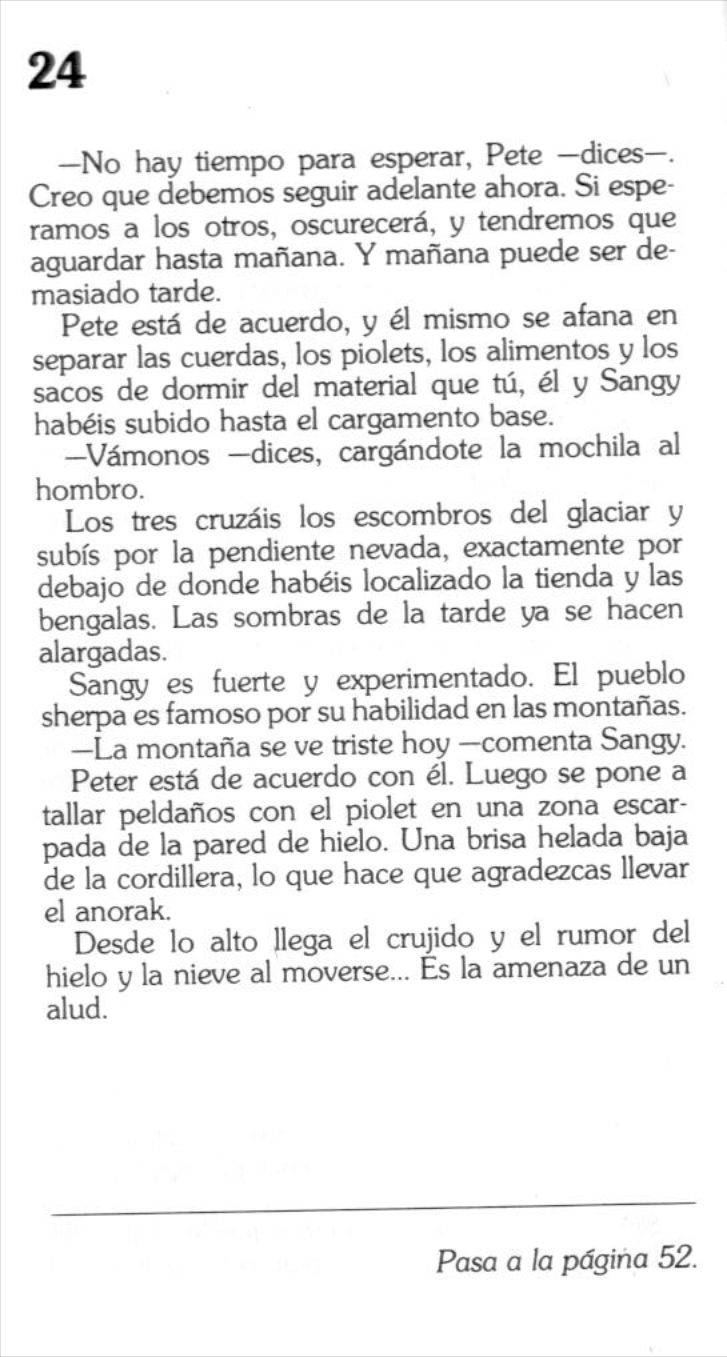 24
—No hay tiempo para esperar, Pete —dices—.
Creo que debemos seguir adelante ahora. Si espe-
ramos a los otros, oscurecerá, y tendremos que
aguardar hasta mañana. Y mañana puede ser de-
masiado tarde.
Pete está de acuerdo, y él mismo se afana en
separar las cuerdas, los piolets, los alimentos y los
sacos de dormir del material que tú, él y Sangy
habéis subido hasta el cargamento base.
—Vámonos —dices, cargándote la mochila al
hombro.
Los tres cruzáis los escombros del glaciar y
subís por la pendiente nevada, exactamente por
debajo de donde habéis localizado la tienda y las
bengalas. Las sombras de la tarde ya se hacen
alargadas.
Sangy es fuerte y experimentado. El pueblo
sherpa es famoso por su habilidad en las montañas.
—La montaña se ve triste hoy —comenta Sangy.
Peter está de acuerdo con él. Luego se pone a
tallar peldaños con el piolet en una zona escar-
pada de la pared de hielo. Una brisa helada baja
de la cordillera, lo que hace que agradezcas llevar
el anorak.
Desde lo alto llega el crujido y el rumor del
hielo y la nieve al moverse... Es la amenaza de un
alud.
Pasa a la página 52.